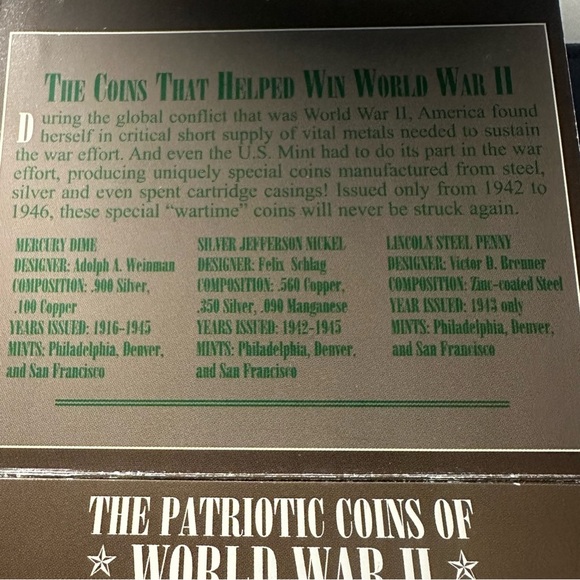 THE COINS THAT HELPED WIN WORLD WAR II
During the global conflict that was World War II, America found
herself in critical short supply of vital metals needed to sustain
the war effort. And even the U.S. Mint had to do its part in the war
effort, producing uniquely special coins manufactured from steel,
silver and even spent cartridge casings! Issued only from 1942 to
1946, these special “wartime” coins will never be struck again.
MERCURY DIME
DESIGNER: Adolph A. Weinman
COMPOSITION: .900 Silver,
.100 Copper
YEARS ISSUED: 1916-1945
MINTS: Philadelphia, Denver,
and San Francisco
SILVER JEFFERSON NICKEL
DESIGNER: Felix Schlag
COMPOSITION: .560 Copper,
.350 Silver, .090 Manganese
YEARS ISSUED: 1942-1945
MINTS: Philadelphia, Denver,
and San Francisco
LINCOLN STEEL PENNY
DESIGNER: Victor D. Brenner
COMPOSITION: Zinc-coated Steel
YEAR ISSUED: 1943 only
MINTS: Philadelphia, Denver,
and San Francisco
THE PATRIOTIC COINS OF
WORLD WAR II